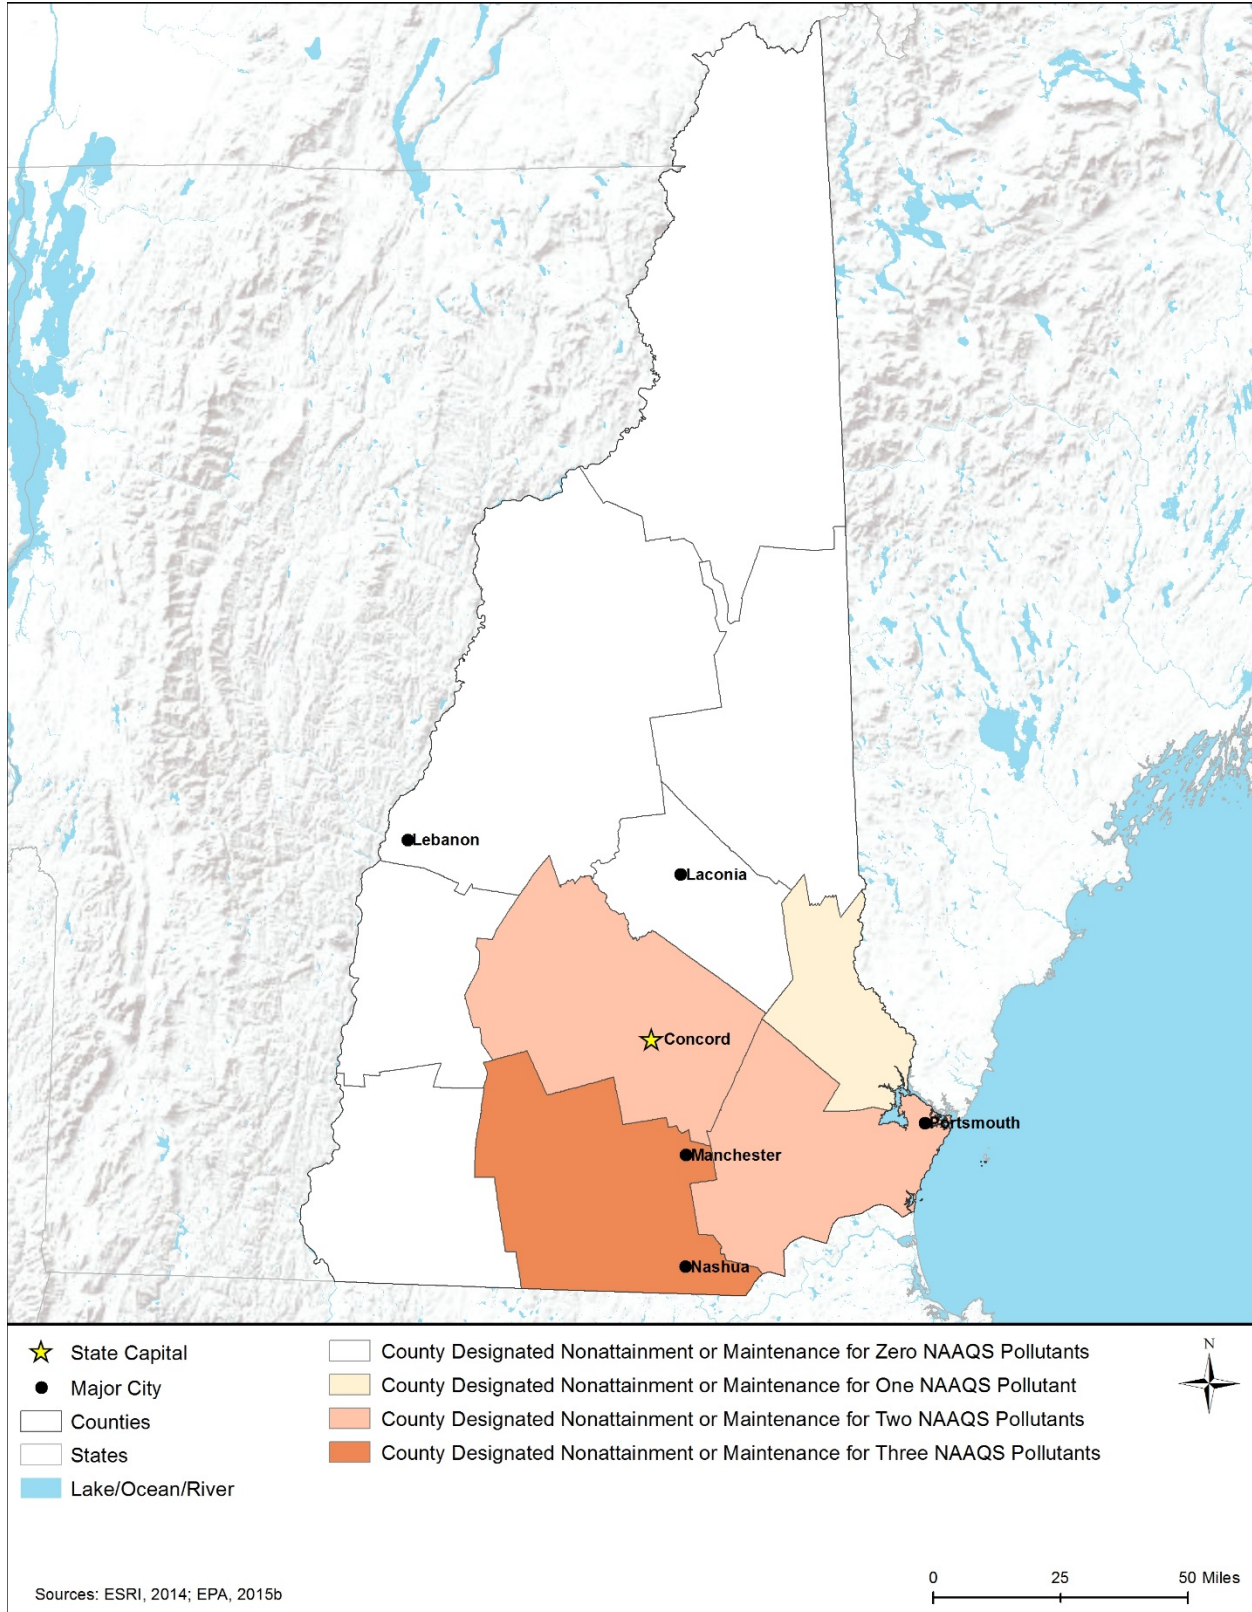 Lebanon
Laconia
Concord
Portsmouth
Manchester
Nashua
State Capital
Major City
Counties
States
Lake/Ocean/River
County Designated Nonattainment or Maintenance for Zero NAAQS Pollutants
County Designated Nonattainment or Maintenance for One NAAQS Pollutant
County Designated Nonattainment or Maintenance for Two NAAQS Pollutants
County Designated Nonattainment or Maintenance for Three NAAQS Pollutants
N
Sources: ESRI, 2014; EPA, 2015b
0 25 50 Miles